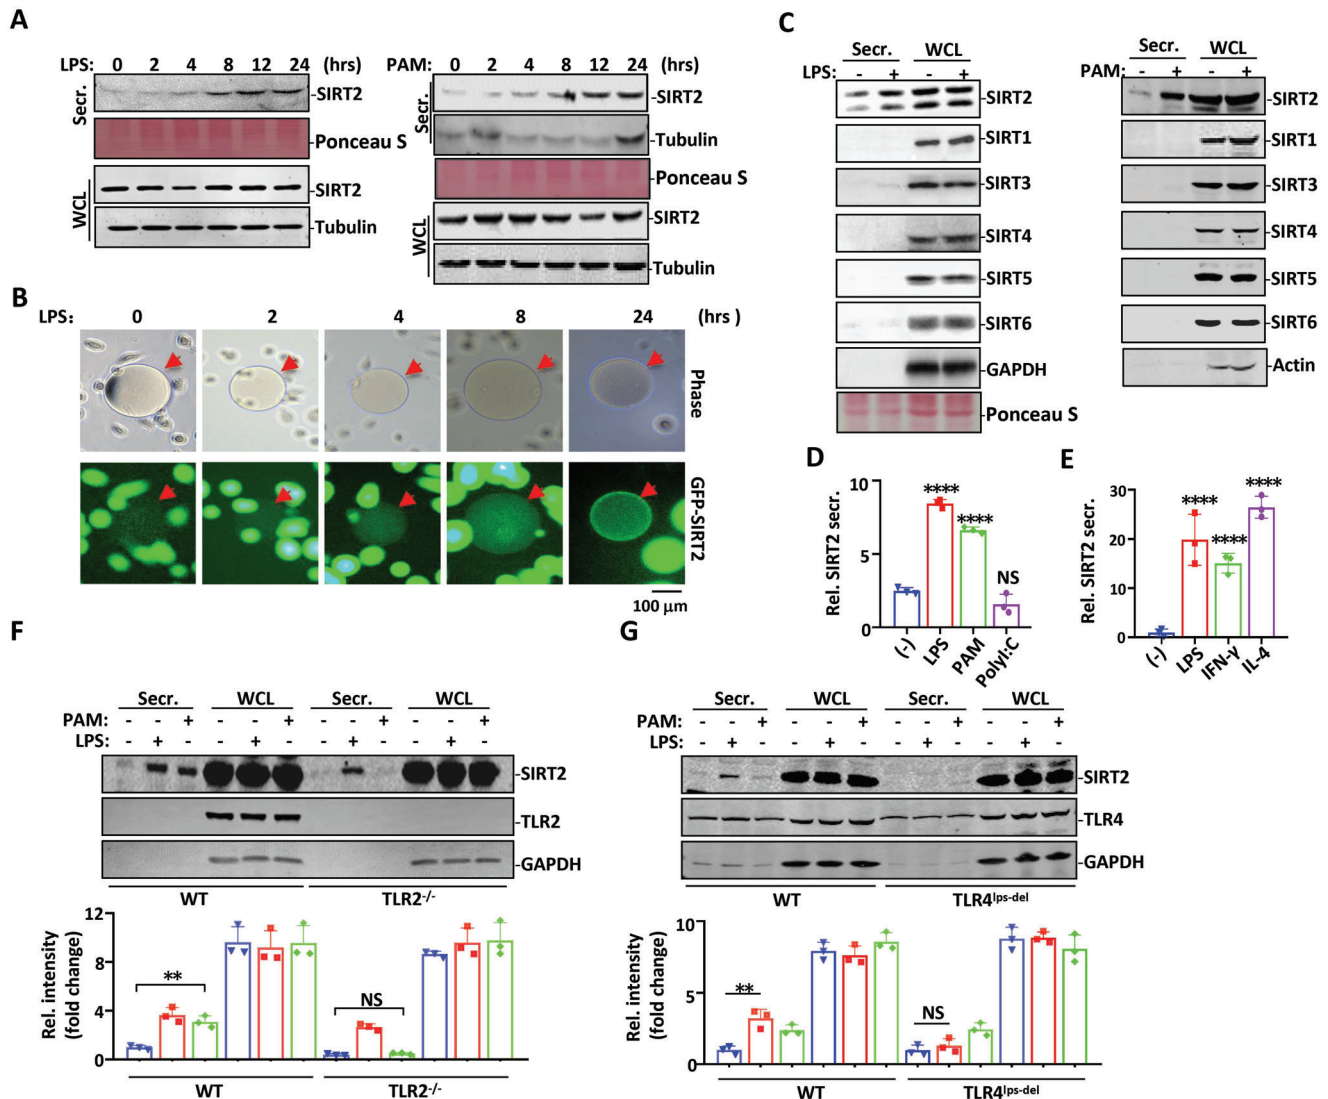 A
LPS: 0 2 4 8 12 24 (hrs)
Secr.
-SIRT2
Ponceau S
WCL
-SIRT2
-Tubulin
PAM: 0 2 4 8 12 24 (hrs)
Secr.
-SIRT2
-Tubulin
-Ponceau S
WCL
-SIRT2
-Tubulin
B
LPS: 0 2 4 8 24 (hrs )
Phase
GFP-SIRT2
100 µm
C
Secr. WCL
LPS: - + - +
-SIRT2
-SIRT1
-SIRT3
-SIRT4
-SIRT5
-SIRT6
-GAPDH
-Ponceau S
Secr. WCL
PAM: - + - +
-SIRT2
-SIRT1
-SIRT3
-SIRT4
-SIRT5
-SIRT6
-Actin
D
Rel. SIRT2 secr.
10
5
0
****
****
NS
(-) LPS PAM PolyI:C
E
Rel. SIRT2 secr.
30
20
10
0
****
****
****
(-) LPS IFN-γ IL-4
F
Secr. WCL Secr. WCL
PAM: - - + - - + - - + - - +
LPS: - + - - + - - + - - + -
-SIRT2
-TLR2
-GAPDH
WT TLR2-/-
Rel. intensity
(fold change)
12
8
4
0
**
NS
WT TLR2-/-
G
Secr. WCL Secr. WCL
PAM: - - + - - + - - + - - +
LPS: - + - - + - - + - - + -
-SIRT2
-TLR4
-GAPDH
WT TLR4lps-del
Rel. intensity
(fold change)
10
5
0
**
NS
WT TLR4lps-del